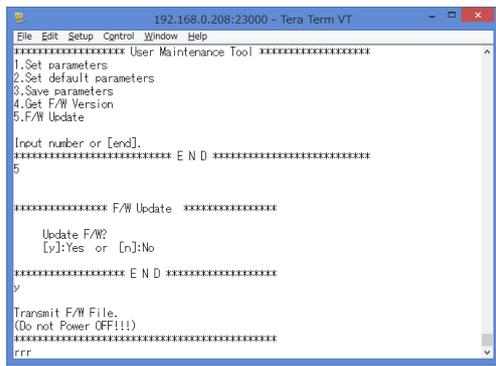 192.168.0.208:23000 - Tera Term VT
File Edit Setup Control Window Help
******************* User Maintenance Tool *******************
1.Set parameters
2.Set default parameters
3.Save parameters
4.Get F/W Version
5.F/W Update
Input number or [end].
*************************** E N D ***************************
5
**************** F/W Update ****************
Update F/W?
[y]:Yes or [n]:No
******************* E N D *******************
y
Transmit F/W File.
(Do not Power OFF!!!)
*********************************************
rrr